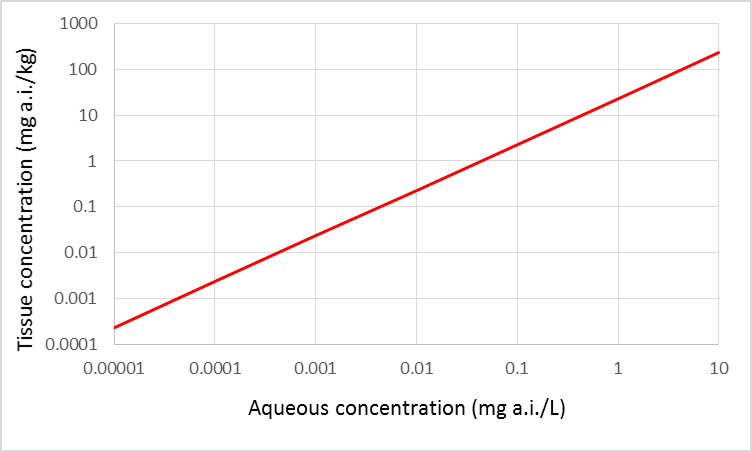 1000
100
10
1
0.1
0.01
0.001
0.0001
Tissue concentration (mg a.i./kg)
0.00001 0.0001 0.001 0.01 0.1 1 10
Aqueous concentration (mg a.i./L)